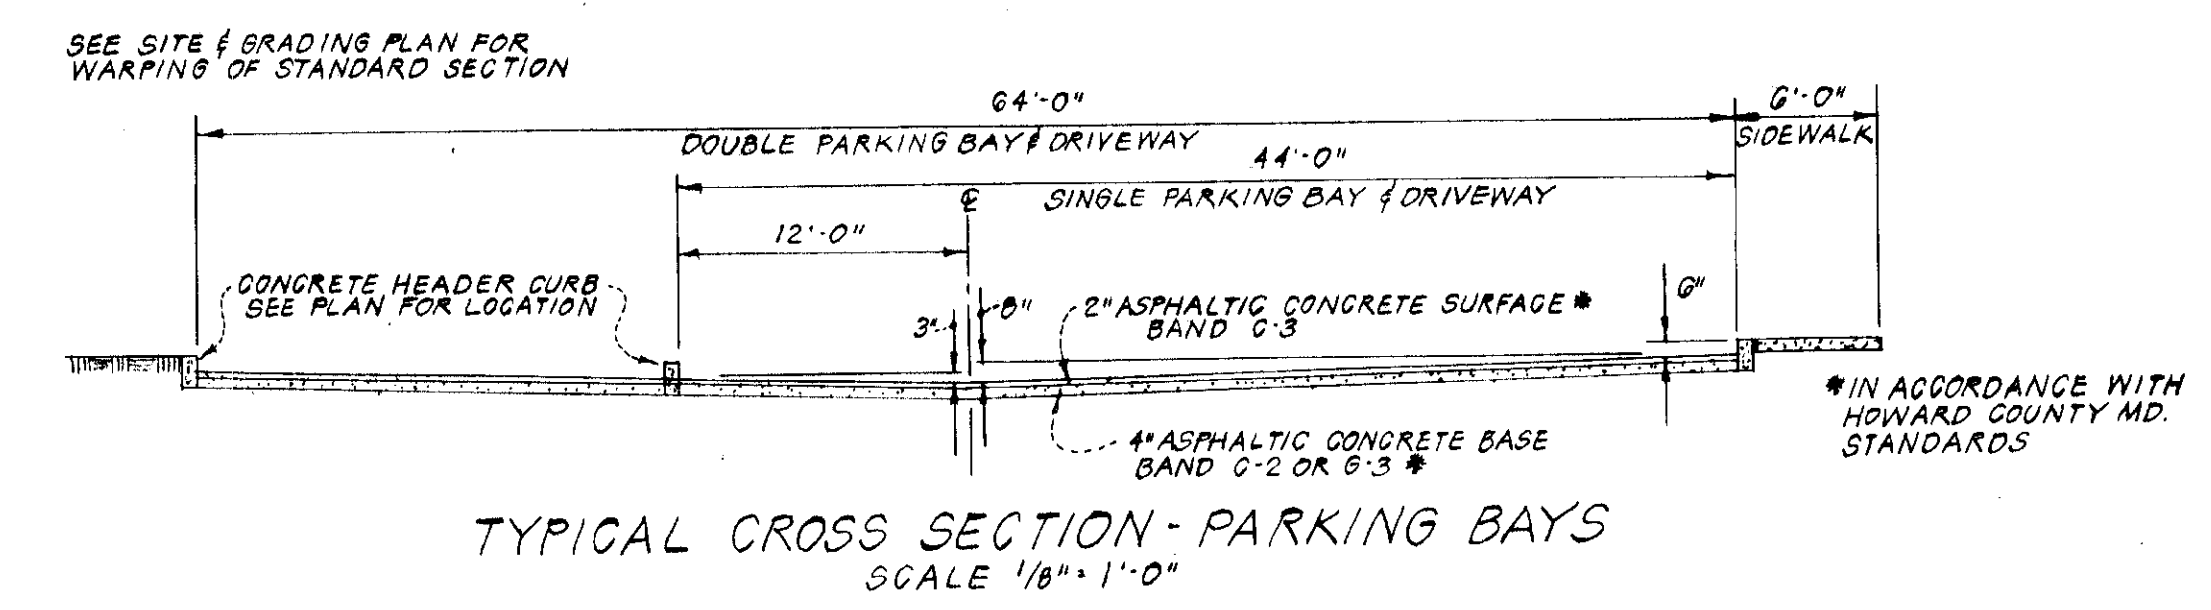 SEE SITE & GRADING PLAN FOR
WARPING OF STANDARD SECTION
64'-0"
6'-0"
DOUBLE PARKING BAY & DRIVEWAY
SIDEWALK
44'-0"
SINGLE PARKING BAY & DRIVEWAY
℄
12'-0"
CONCRETE HEADER CURB
SEE PLAN FOR LOCATION
3"
8"
2" ASPHALTIC CONCRETE SURFACE *
BAND C-3
6"
4" ASPHALTIC CONCRETE BASE
BAND C-2 OR G-3 *
* IN ACCORDANCE WITH
HOWARD COUNTY MD.
STANDARDS
TYPICAL CROSS SECTION - PARKING BAYS
SCALE 1/8" = 1'-0"